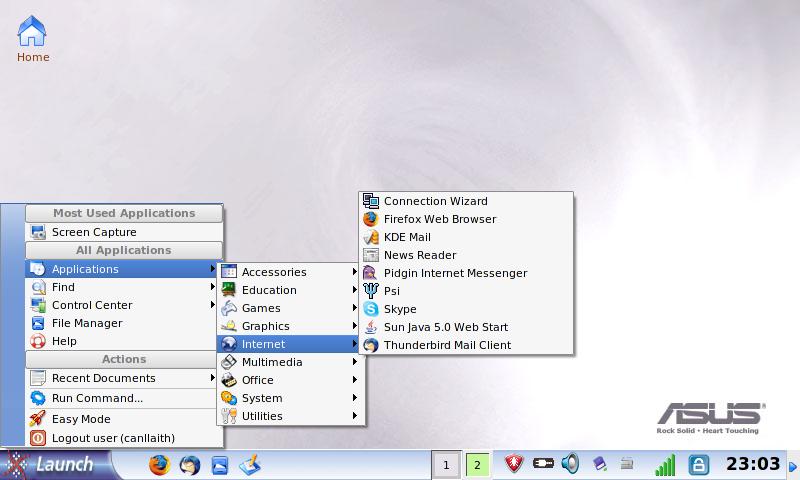 Home
Most Used Applications
Screen Capture
All Applications
Applications
Find
Control Center
File Manager
Help
Actions
Recent Documents
Run Command...
Easy Mode
Logout user (canllaith)
Accessories
Education
Games
Graphics
Internet
Multimedia
Office
System
Utilities
Connection Wizard
Firefox Web Browser
KDE Mail
News Reader
Pidgin Internet Messenger
Psi
Skype
Sun Java 5.0 Web Start
Thunderbird Mail Client
ASUS
Rock Solid • Heart Touching
Launch
1
2
23:03